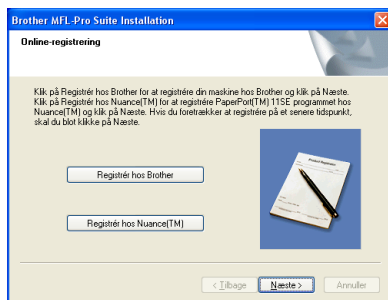 Brother MFL-Pro Suite Installation
Online-registrering
Klik på Registrér hos Brother for at registrére din maskine hos Brother og klik på Næste.
Klik på Registrér hos Nuance(TM) for at registrére PaperPort(TM) 11SE programmet hos
Nuance(TM) og klik på Næste. Hvis du foretrækker at registrére på et senere tidspunkt,
skal du blot klikke på Næste.
Registrér hos Brother
Product Registration
Registrér hos Nuance(TM)
< Tilbage
Næste >
Annuller